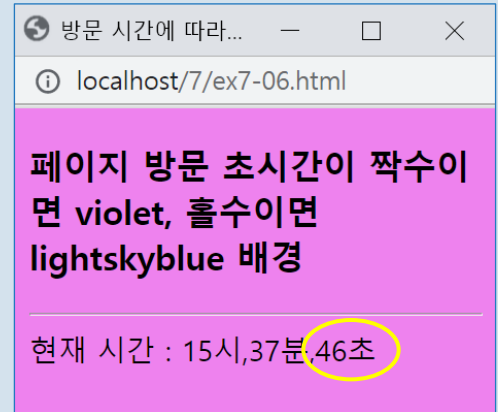 방문 시간에 따라...
localhost/7/ex7-06.html
페이지 방문 초시간이 짝수이
면 violet, 홀수이면
lightskyblue 배경
현재 시간 : 15시,37분,46초